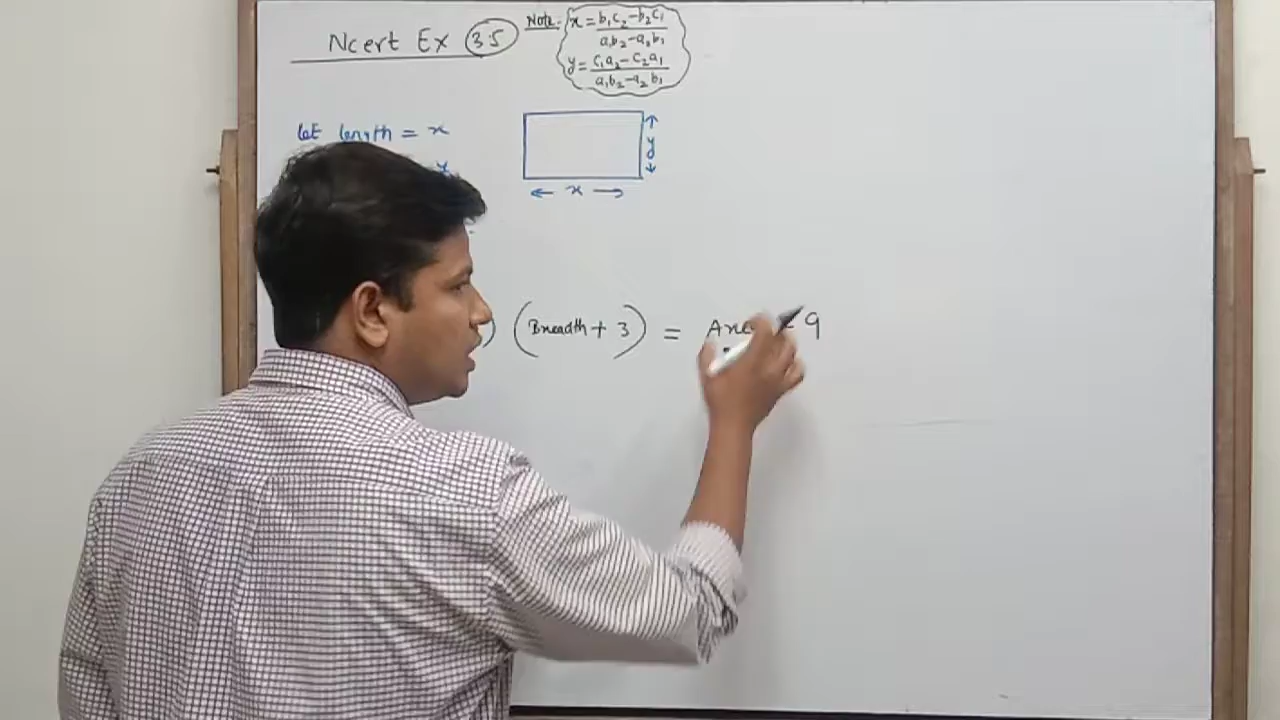 Ncert Ex 3.5
Note:- x = b₁c₂ - b₂c₁
a₁b₂ - a₂b₁
y = c₁a₂ - c₂a₁
a₁b₂ - a₂b₁
let length = x
y
y
x
) (Breadth + 3) = Area - 9